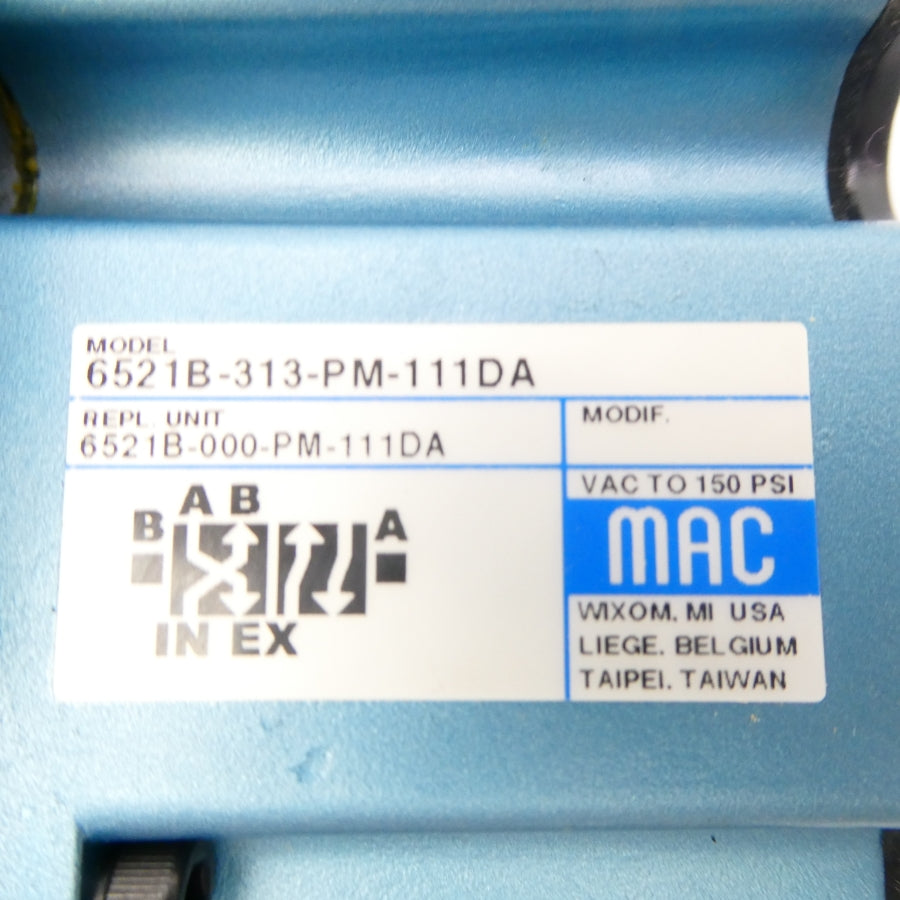 MODEL
6521B-313-PM-111DA
REPL. UNIT
6521B-000-PM-111DA
MODIF.
VAC TO 150 PSI
MAC
WIXOM. MI USA
LIEGE. BELGIUM
TAIPEI. TAIWAN
A B
B A
IN EX